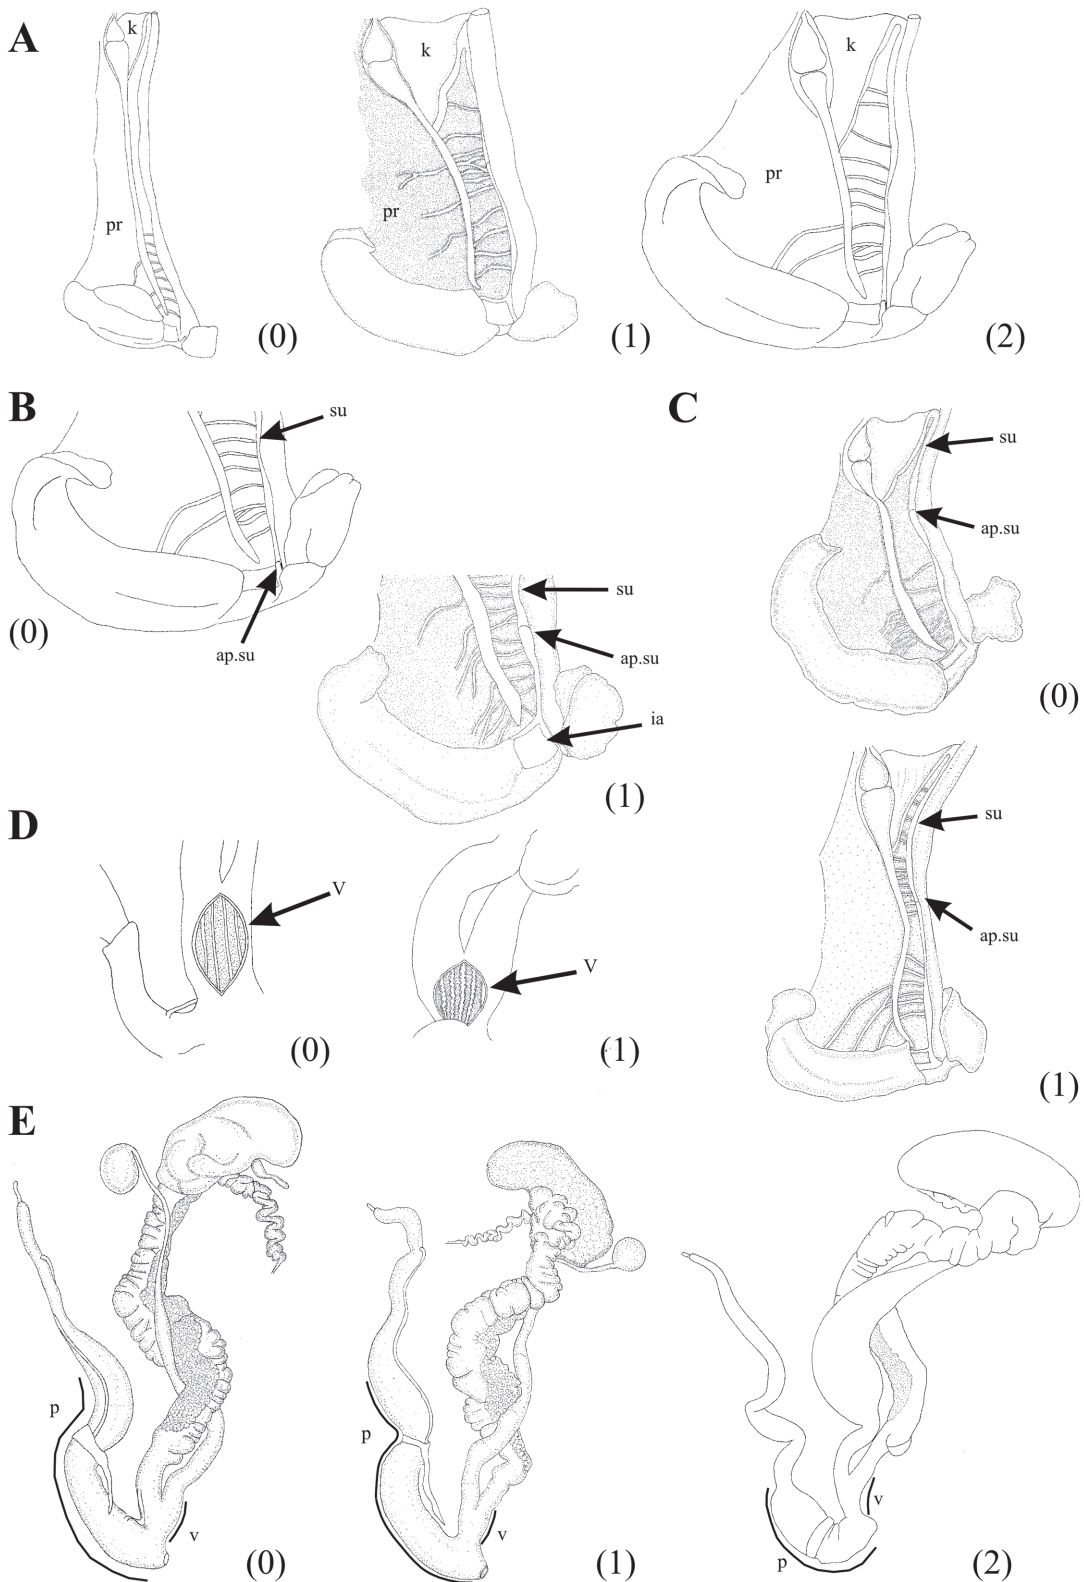 A
k
pr
(0)
k
pr
(1)
k
pr
(2)
B
su
ap.su
(0)
su
ap.su
ia
(1)
C
su
ap.su
(0)
su
ap.su
(1)
D
V
(0)
V
(1)
E
p
v
(0)
p
v
(1)
p
v
(2)